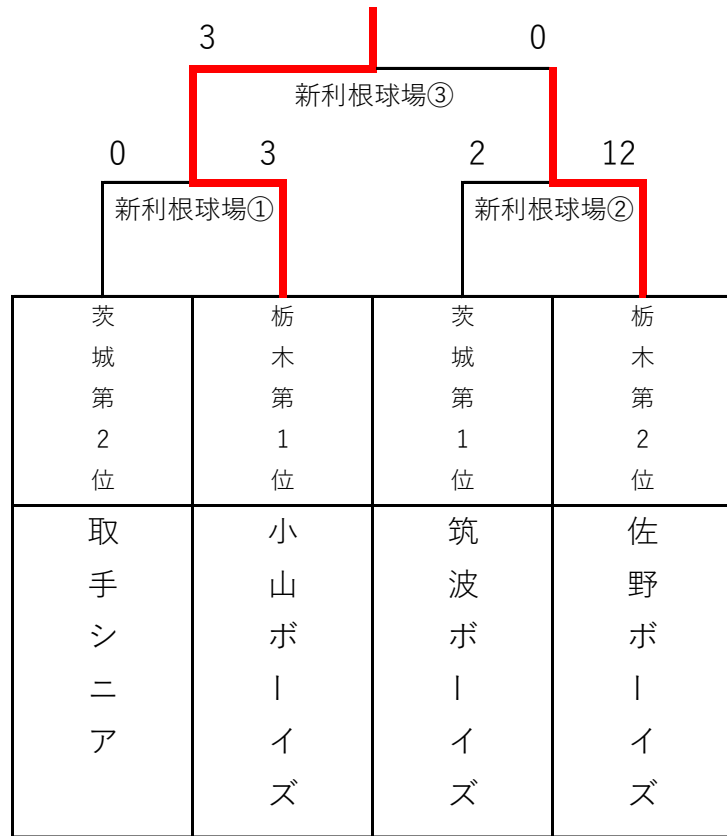 3 0
新利根球場③
0 3 2 12
新利根球場① 新利根球場②
茨城第2位
栃木第1位
茨城第1位
栃木第2位
取手シニア
小山ボーイズ
筑波ボーイズ
佐野ボーイズ